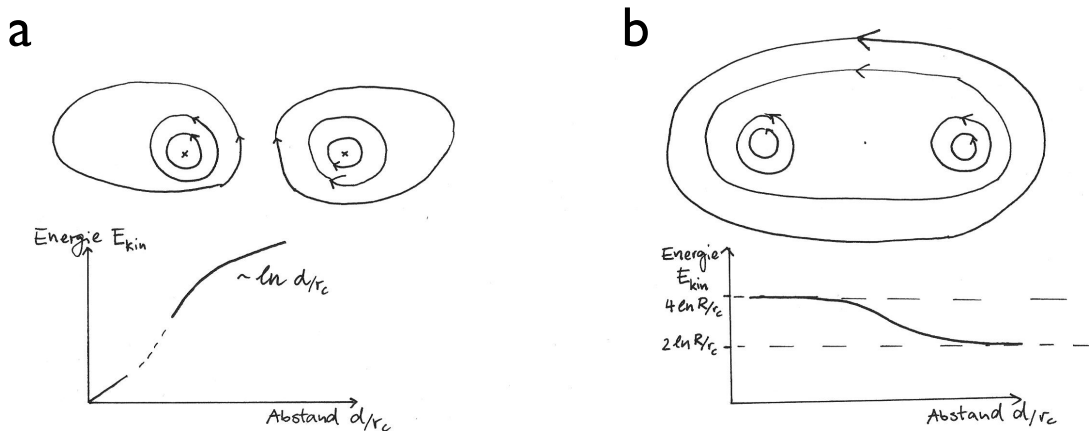 a
Energie E_kin
~ ln d/r_c
Abstand d/r_c
b
Energie
E_kin
4 ln R/r_c
2 ln R/r_c
Abstand d/r_c